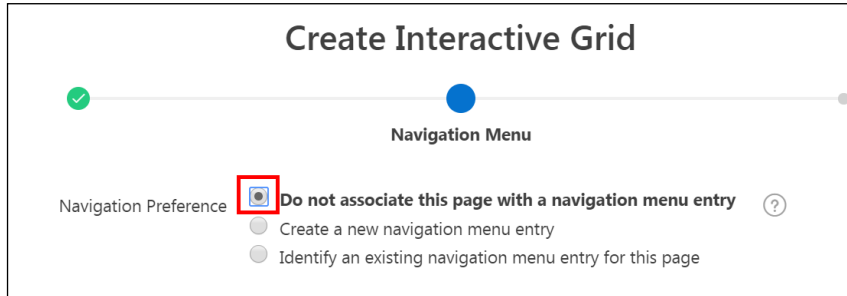 Create Interactive Grid
Navigation Menu
Navigation Preference Do not associate this page with a navigation menu entry ?
Create a new navigation menu entry
Identify an existing navigation menu entry for this page